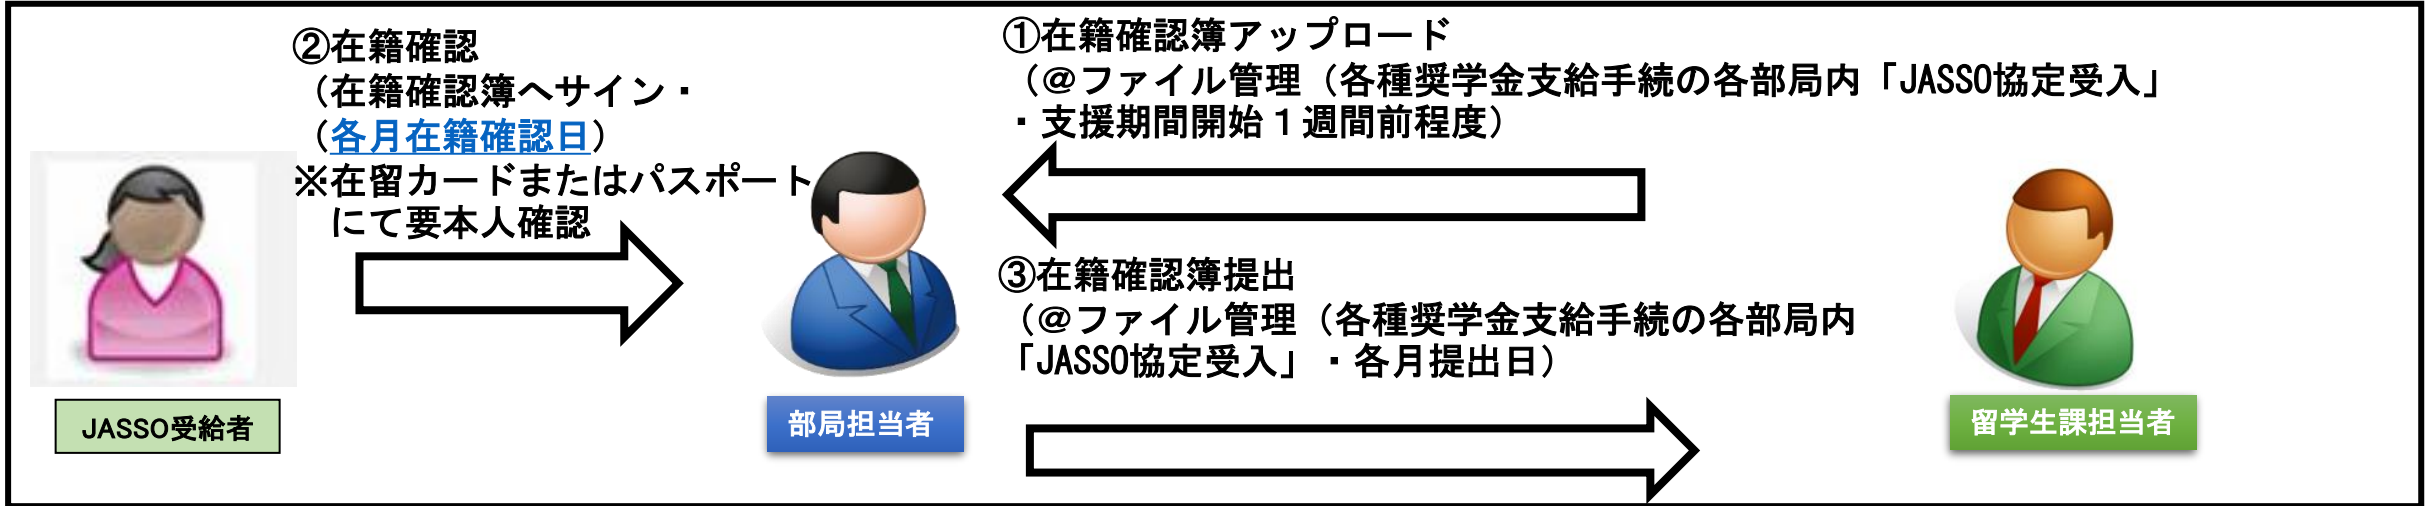 ②在籍確認
（在籍確認簿へサイン・
（各月在籍確認日）
※在留カードまたはパスポート
にて要本人確認
①在籍確認簿アップロード
（＠ファイル管理（各種奨学金支給手続の各部局内「JASSO協定受入」
・支援期間開始１週間前程度）
③在籍確認簿提出
（＠ファイル管理（各種奨学金支給手続の各部局内
「JASSO協定受入」・各月提出日）
JASSO受給者
部局担当者
留学生課担当者